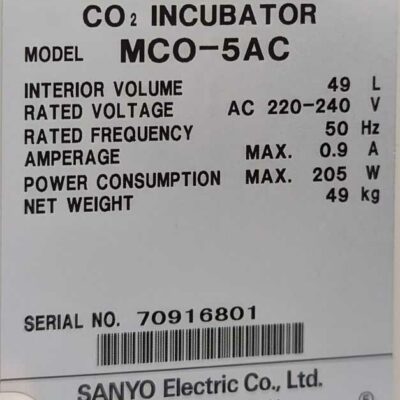 CO₂ INCUBATOR
MODEL MCO-5AC
INTERIOR VOLUME 49 L
RATED VOLTAGE AC 220-240 V
RATED FREQUENCY 50 Hz
AMPERAGE MAX. 0.9 A
POWER CONSUMPTION MAX. 205 W
NET WEIGHT 49 kg
SERIAL NO. 70916801
SANYO Electric Co., Ltd.